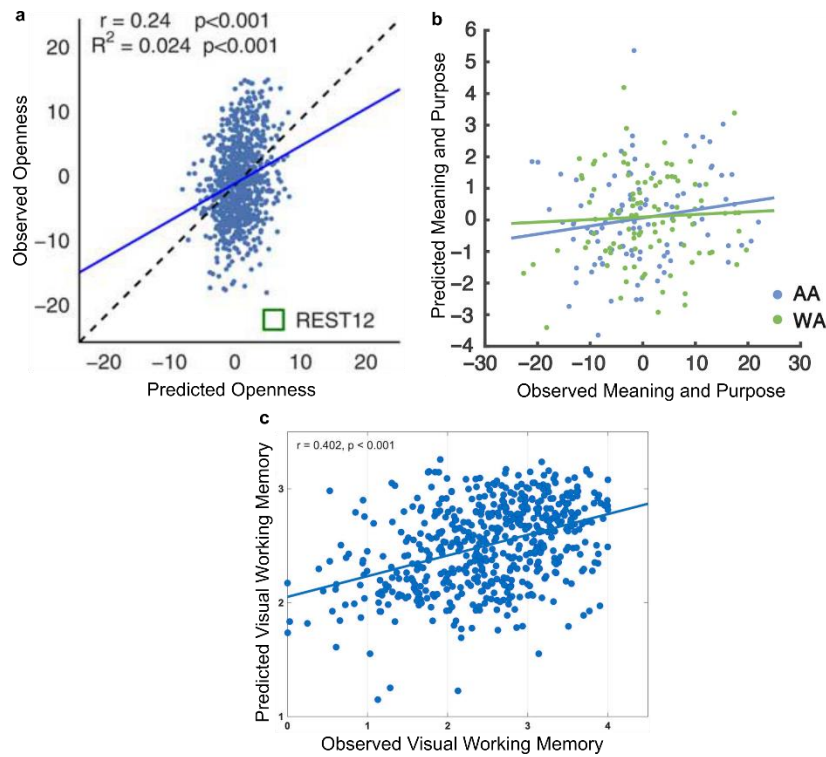 a
r = 0.24 p<0.001
R² = 0.024 p<0.001
20
10
0
−10
−20
Observed Openness
REST12
−20 −10 0 10 20
Predicted Openness
b
6
5
4
3
2
1
0
−1
−2
−3
−4
Predicted Meaning and Purpose
AA
WA
−30 −20 −10 0 10 20 30
Observed Meaning and Purpose
c
r = 0.402, p < 0.001
3
2
1
Predicted Visual Working Memory
0 1 2 3 4
Observed Visual Working Memory